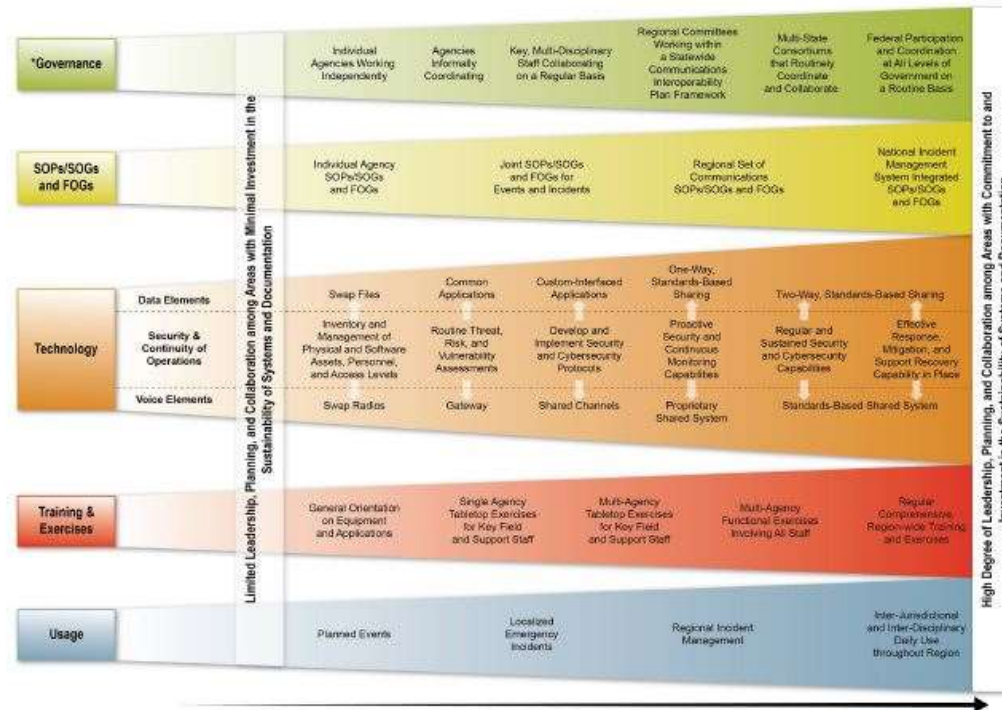 *Governance
Individual
Agencies Working
Independently
Agencies
Informally
Coordinating
Key, Multi-Disciplinary
Staff Collaborating
on a Regular Basis
Regional Committees
Working within
a Statewide
Communications
Interoperability
Plan Framework
Multi-State
Consortiums
that Routinely
Coordinate
and Collaborate
Federal Participation
and Coordination
at All Levels of
Government on
a Routine Basis
SOPs/SOGs
and FOGs
Individual Agency
SOPs/SOGs
and FOGs
Joint SOPs/SOGs
and FOGs for
Events and Incidents
Regional Set of
Communications
SOPs/SOGs and FOGs
National Incident
Management
System Integrated
SOPs/SOGs
and FOGs
Technology
Data Elements
Swap Files
Common
Applications
Custom-Interfaced
Applications
One-Way,
Standards-Based
Sharing
Two-Way, Standards-Based Sharing
Security &
Continuity of
Operations
Inventory and
Management of
Physical and Software
Assets, Personnel,
and Access Levels
Routine Threat,
Risk, and
Vulnerability
Assessments
Develop and
Implement Security
and Cybersecurity
Protocols
Proactive
Security and
Continuous
Monitoring
Capabilities
Regular and
Sustained Security
and Cybersecurity
Capabilities
Effective
Response,
Mitigation, and
Support Recovery
Capability in Place
Voice Elements
Swap Radios
Gateway
Shared Channels
Proprietary
Shared System
Standards-Based Shared System
Training &
Exercises
General Orientation
on Equipment
and Applications
Single Agency
Tabletop Exercises
for Key Field
and Support Staff
Multi-Agency
Tabletop Exercises
for Key Field
and Support Staff
Multi-Agency
Functional Exercises
Involving All Staff
Regular
Comprehensive,
Region-wide Training
and Exercises
Usage
Planned Events
Localized
Emergency
Incidents
Regional Incident
Management
Inter-Jurisdictional
and Inter-Disciplinary
Daily Use
throughout Region
Limited Leadership, Planning, and Collaboration among Areas with Minimal Investment in the
Sustainability of Systems and Documentation
High Degree of Leadership, Planning, and Collaboration among Areas with Commitment to and